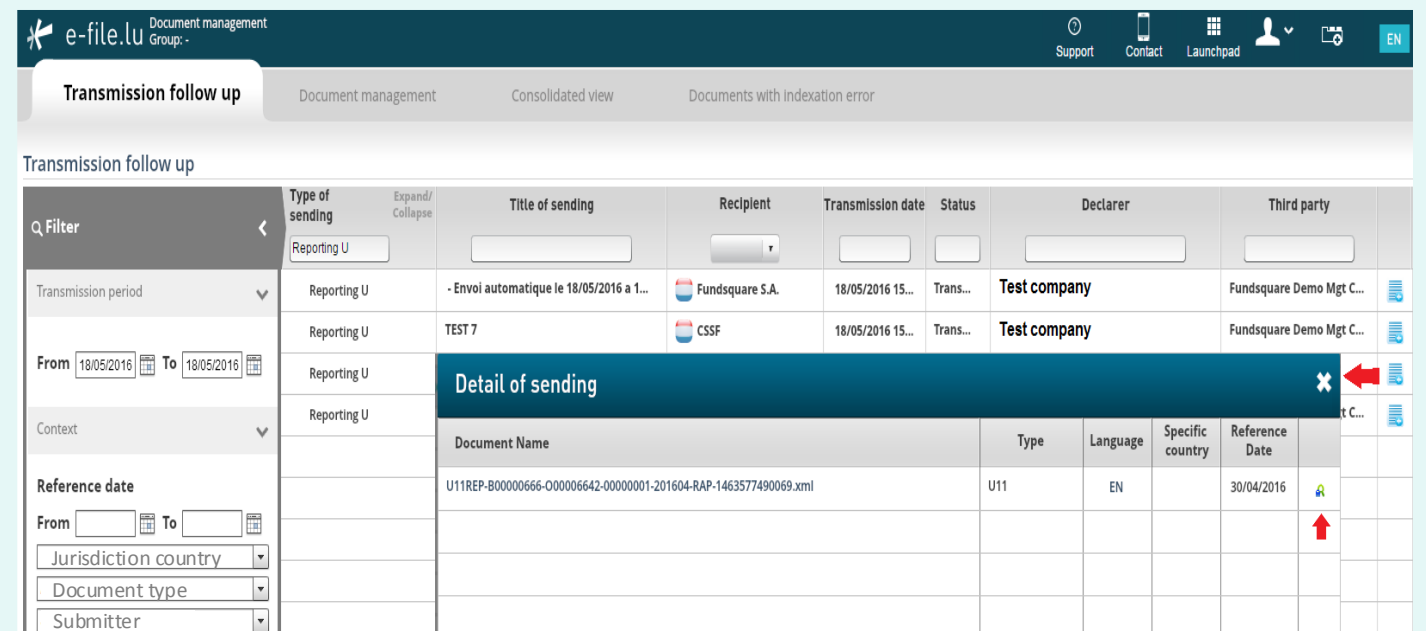 e-file.lu Document management
Group: -
Support Contact Launchpad EN
Transmission follow up Document management Consolidated view Documents with indexation error
Transmission follow up
Filter
Type of sending Expand/ Collapse Title of sending Recipient Transmission date Status Declarer Third party
Reporting U
Transmission period
Reporting U - Envoi automatique le 18/05/2016 a 1... Fundsquare S.A. 18/05/2016 15... Trans... Test company Fundsquare Demo Mgt C...
Reporting U TEST 7 CSSF 18/05/2016 15... Trans... Test company Fundsquare Demo Mgt C...
From 18/05/2016 To 18/05/2016
Reporting U
Reporting U t C...
Detail of sending
Context
Document Name Type Language Specific country Reference Date
U11REP-B00000666-O00006642-00000001-201604-RAP-1463577490069.xml U11 EN 30/04/2016
Reference date
From To
Jurisdiction country
Document type
Submitter